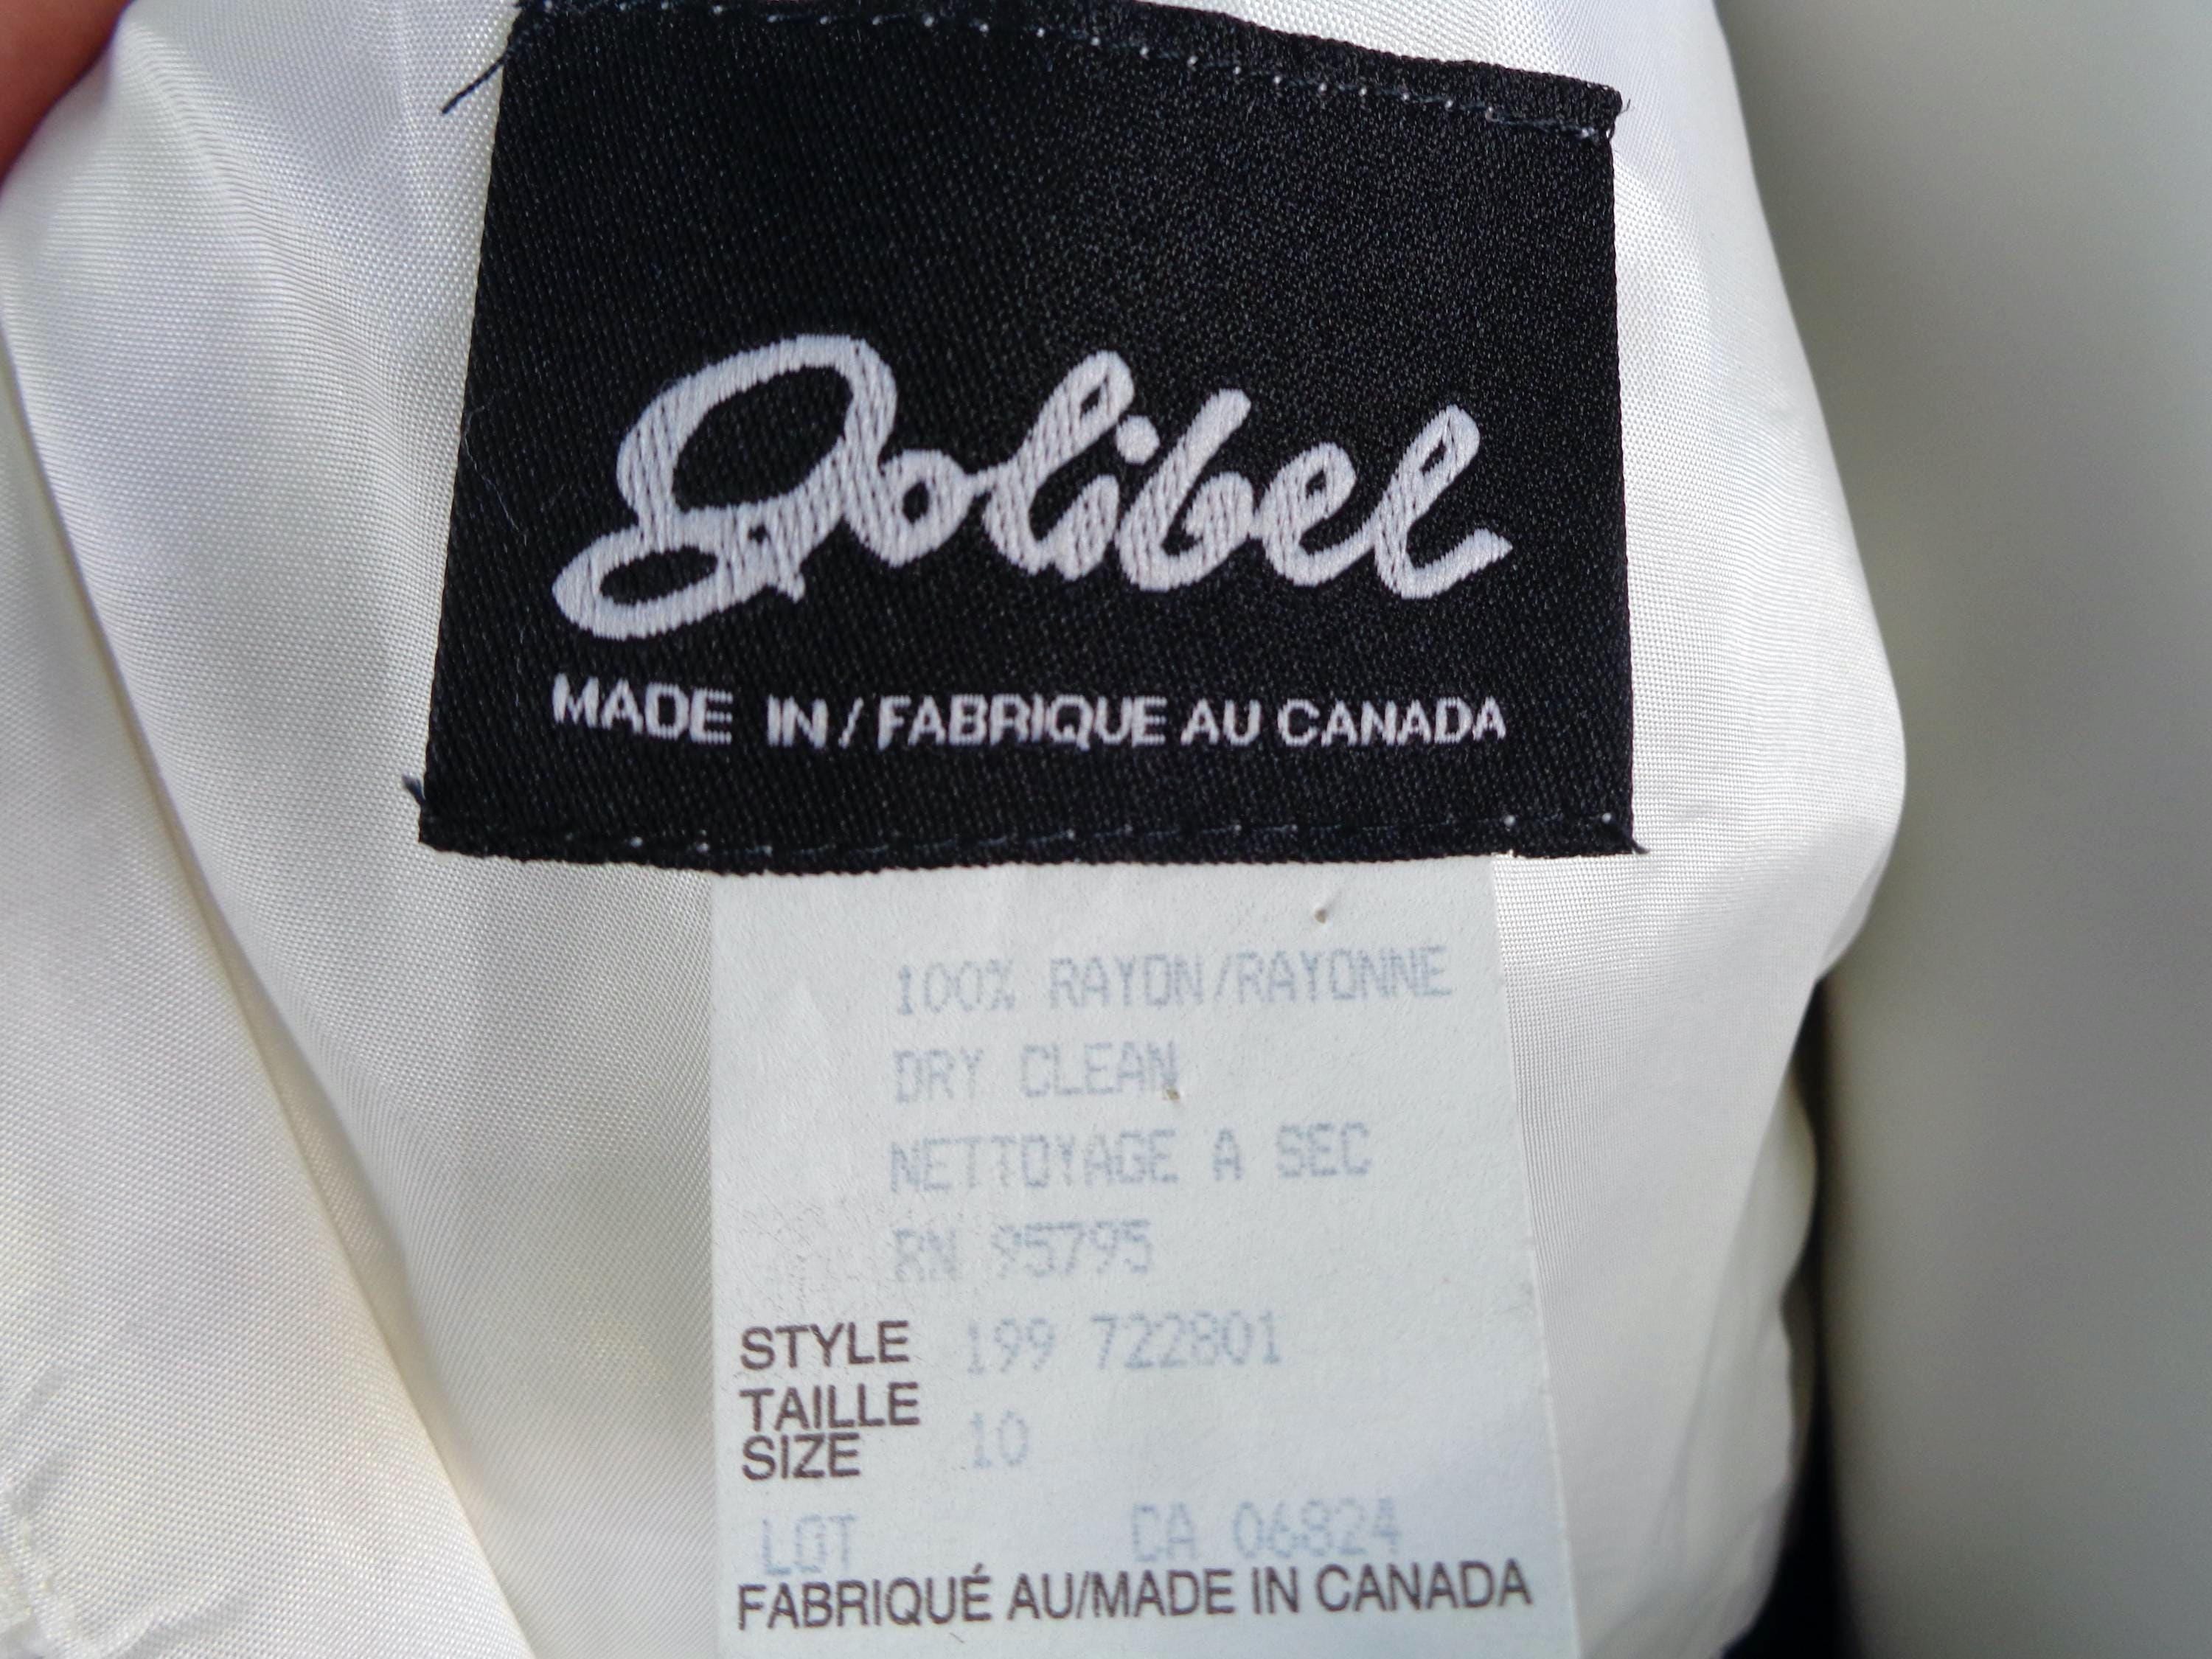 Jolibel
MADE IN / FABRIQUE AU CANADA
100% RAYON/RAYONNE
DRY CLEAN
NETTOYAGE A SEC
RN 95795
STYLE 199 722801
TAILLE
SIZE 10
LOT CA 06824
FABRIQUÉ AU/MADE IN CANADA